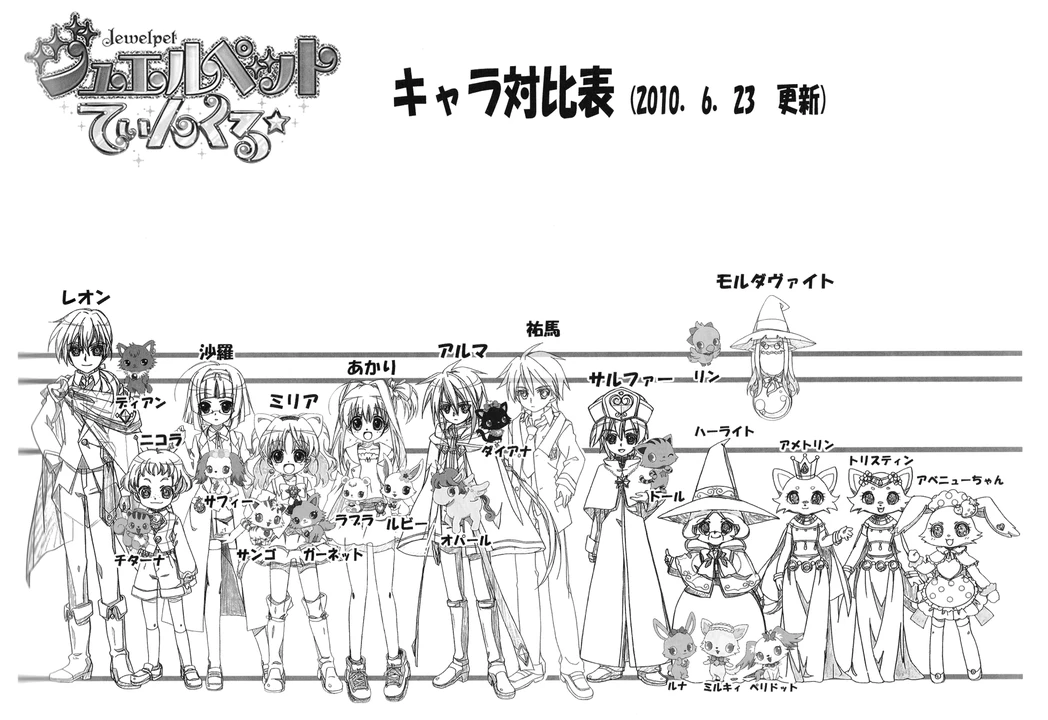 Jewelpet
ジュエルペット
てぃんくる☆
キャラ対比表 (2010. 6. 23 更新)
モルダヴァイト
レオン
祐馬
沙羅
アルマ
あかり
リン
サルファー
ディアン
ミリア
ニコラ
ハーライト
アメトリン
ダイアナ
トリスティン
アベニューちゃん
ドール
サフィー
ラブラ
ルビー
オパール
チターナ
サンゴ
ガーネット
ルナ
ミルキィ
ペリドット